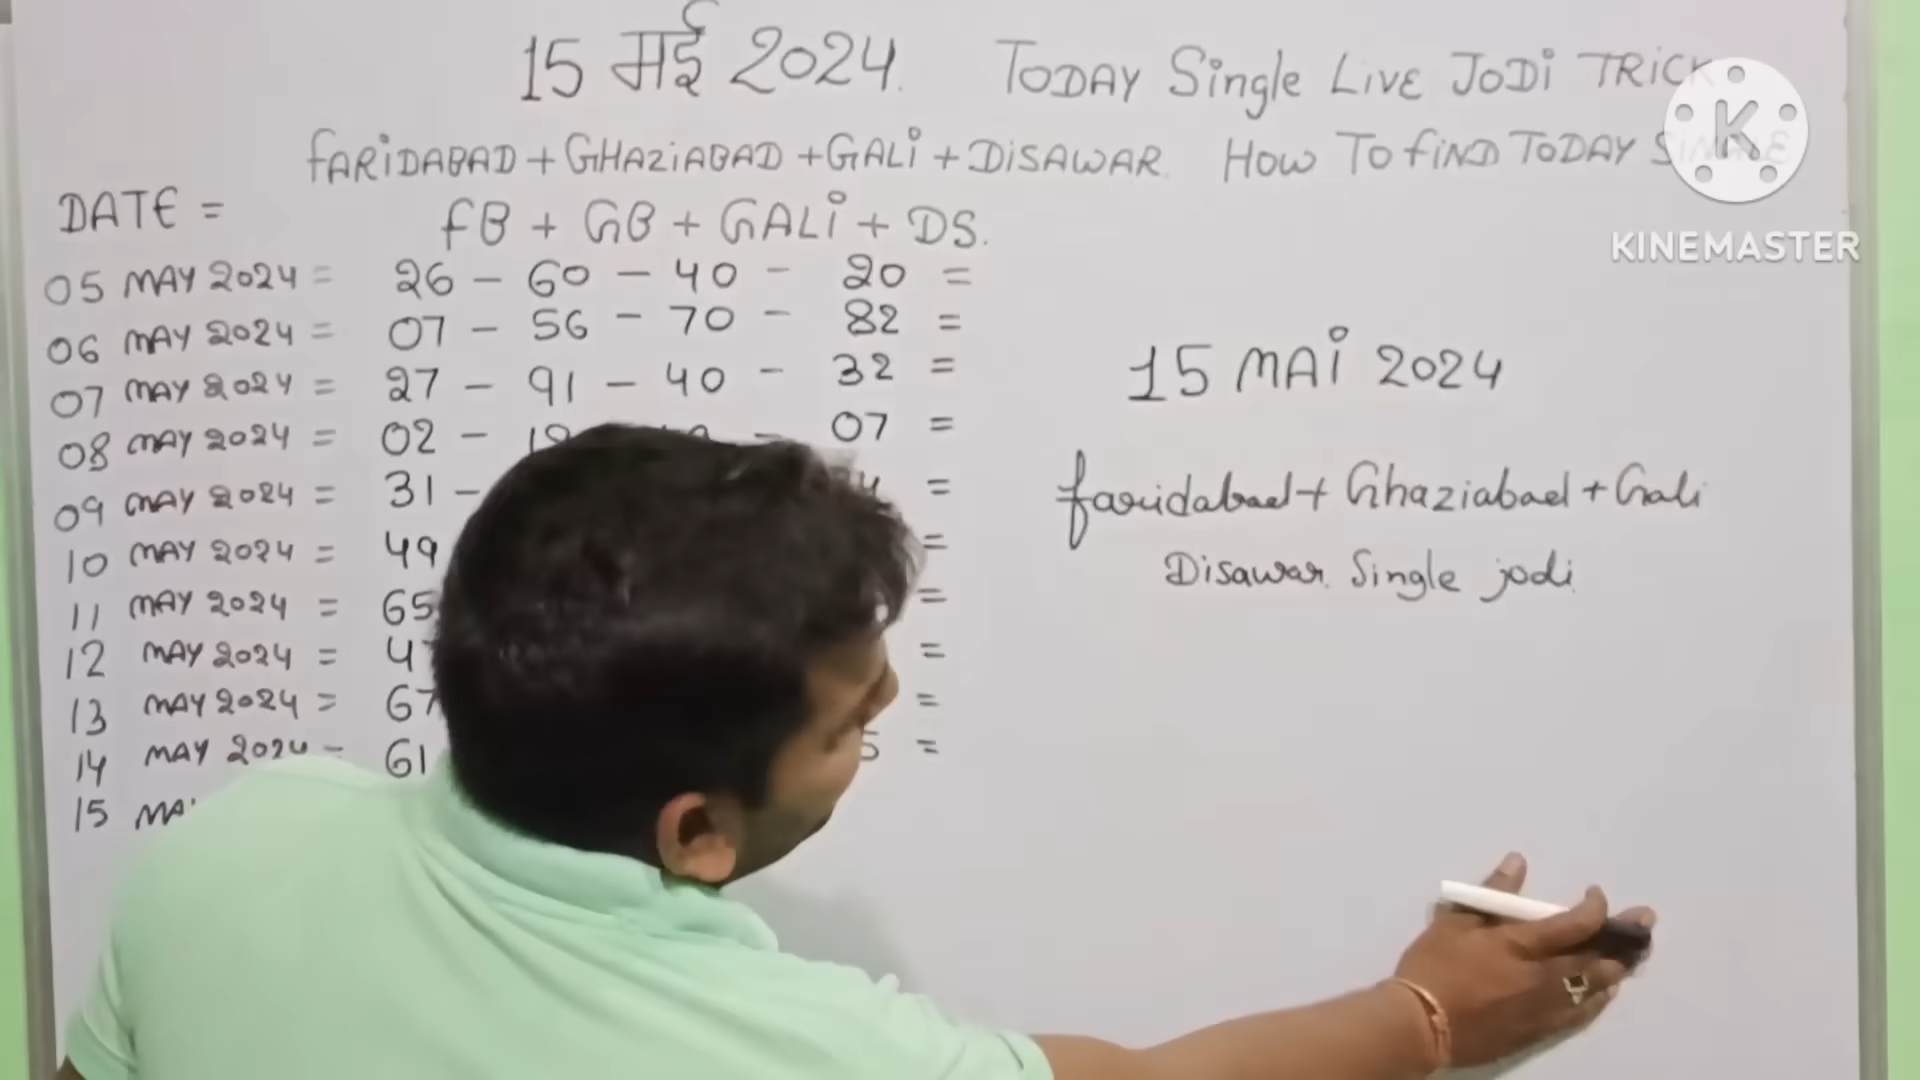 15 मई 2024. TODAY Single LIVE JODI TRICK
FARIDABAD + GHAZIABAD + GALI + DISAWAR. HOW TO FIND TODAY SINGLE
DATE = FB + GB + GALI + DS.
05 MAY 2024 = 26 - 60 - 40 - 20 =
06 MAY 2024 = 07 - 56 - 70 - 82 =
07 MAY 2024 = 27 - 91 - 40 - 32 =
08 MAY 2024 = 02 - - 07 =
09 MAY 2024 = 31 - =
10 MAY 2024 = 49 =
11 MAY 2024 = 65 =
12 MAY 2024 = =
13 MAY 2024 = 67 =
14 MAY 2024 = 61 =
15
15 MAI 2024
Faridabad + Ghaziabad + Gali
Disawar Single jodi.
K
KINEMASTER